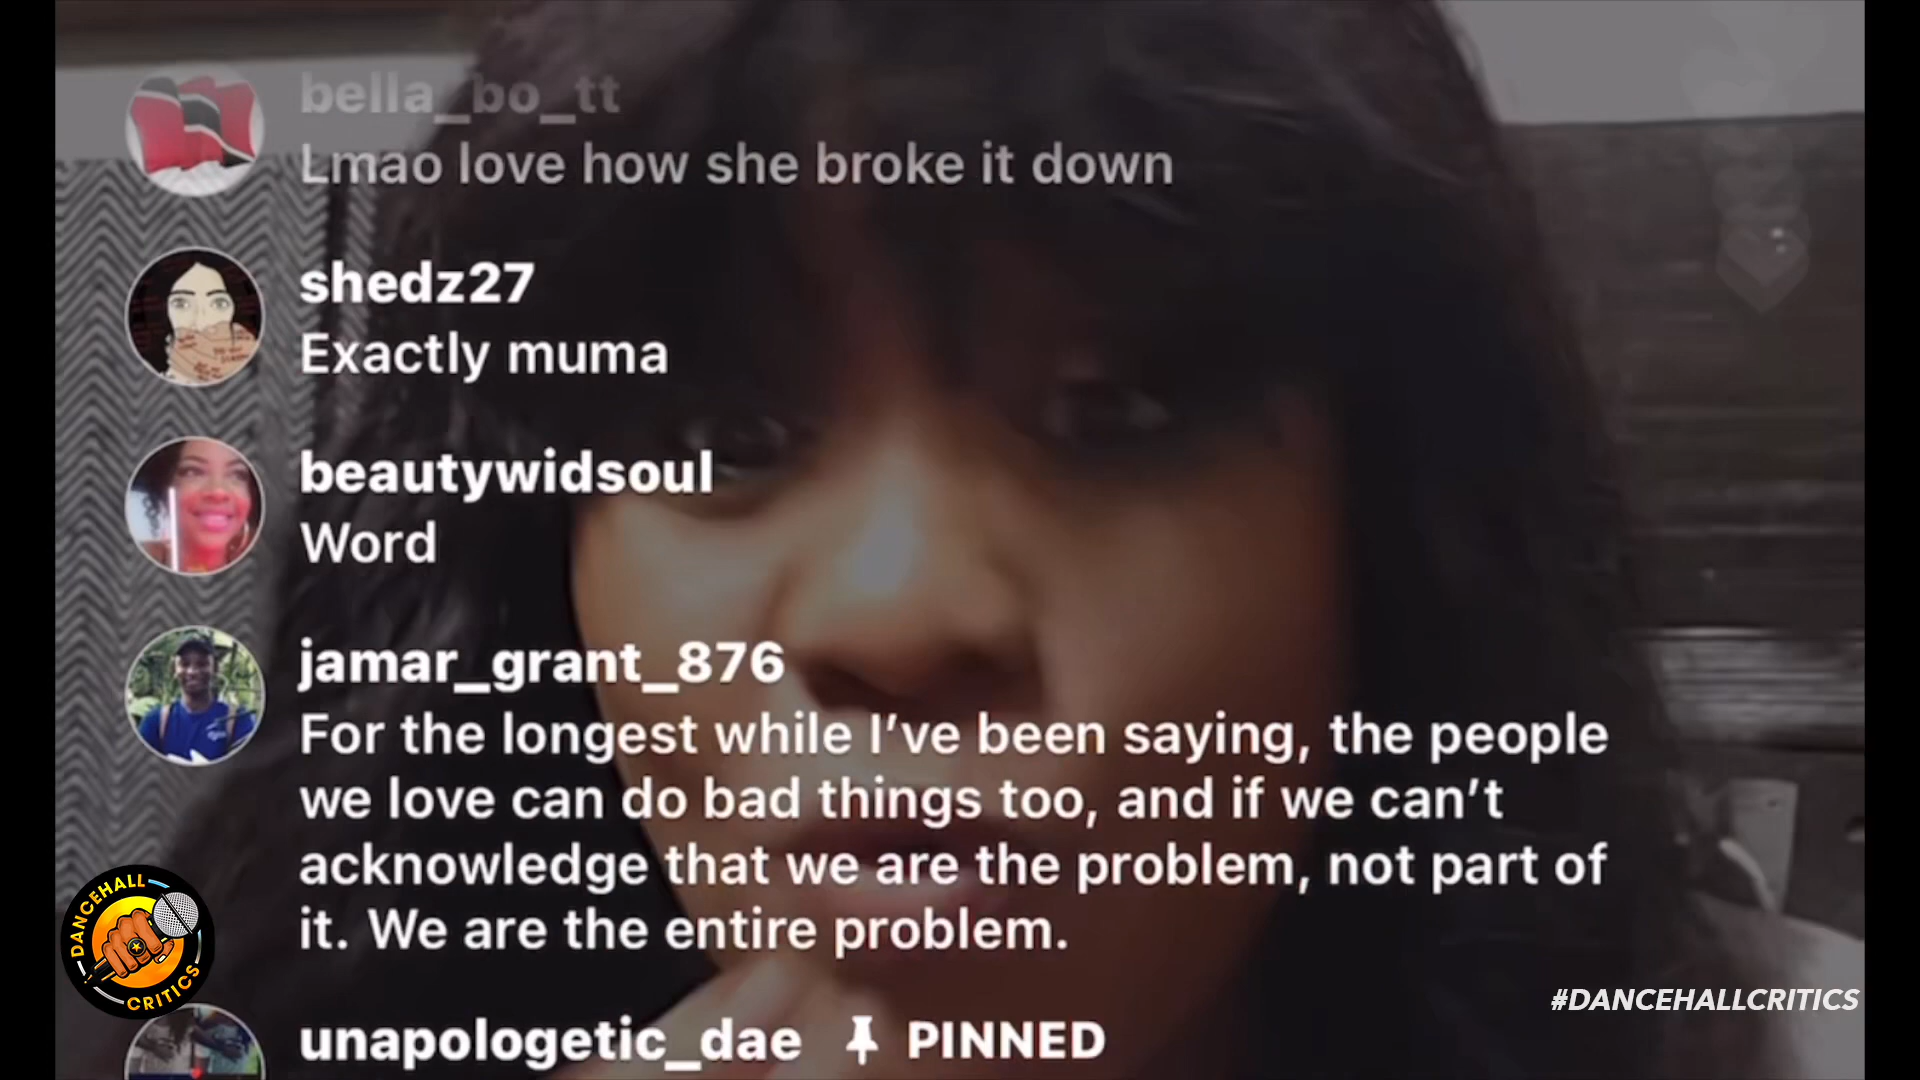 bella_bo_tt
Lmao love how she broke it down
shedz27
Exactly muma
beautywidsoul
Word
jamar_grant_876
For the longest while I’ve been saying, the people
we love can do bad things too, and if we can’t
acknowledge that we are the problem, not part of
it. We are the entire problem.
DANCEHALL
CRITICS
#DANCEHALLCRITICS
unapologetic_dae PINNED